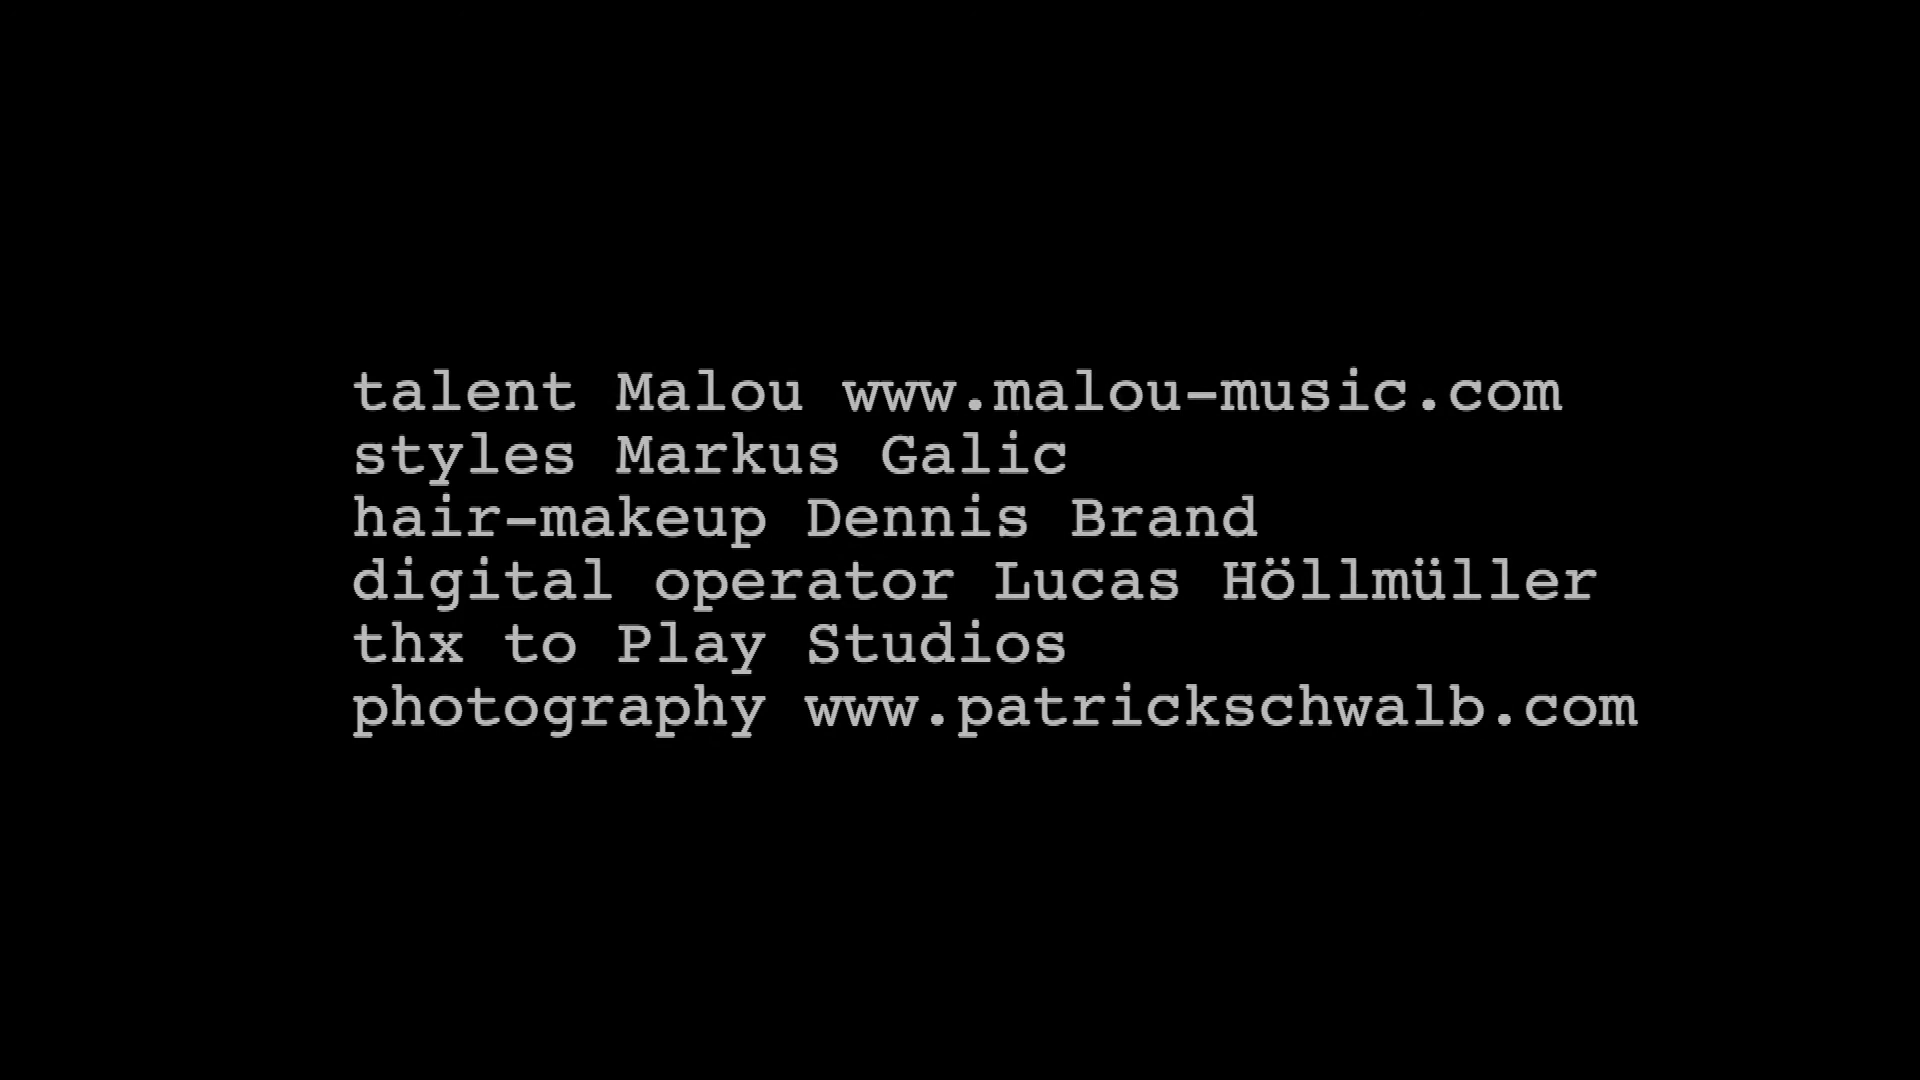 talent Malou www.malou-music.com
styles Markus Galic
hair-makeup Dennis Brand
digital operator Lucas Höllmüller
thx to Play Studios
photography www.patrickschwalb.com